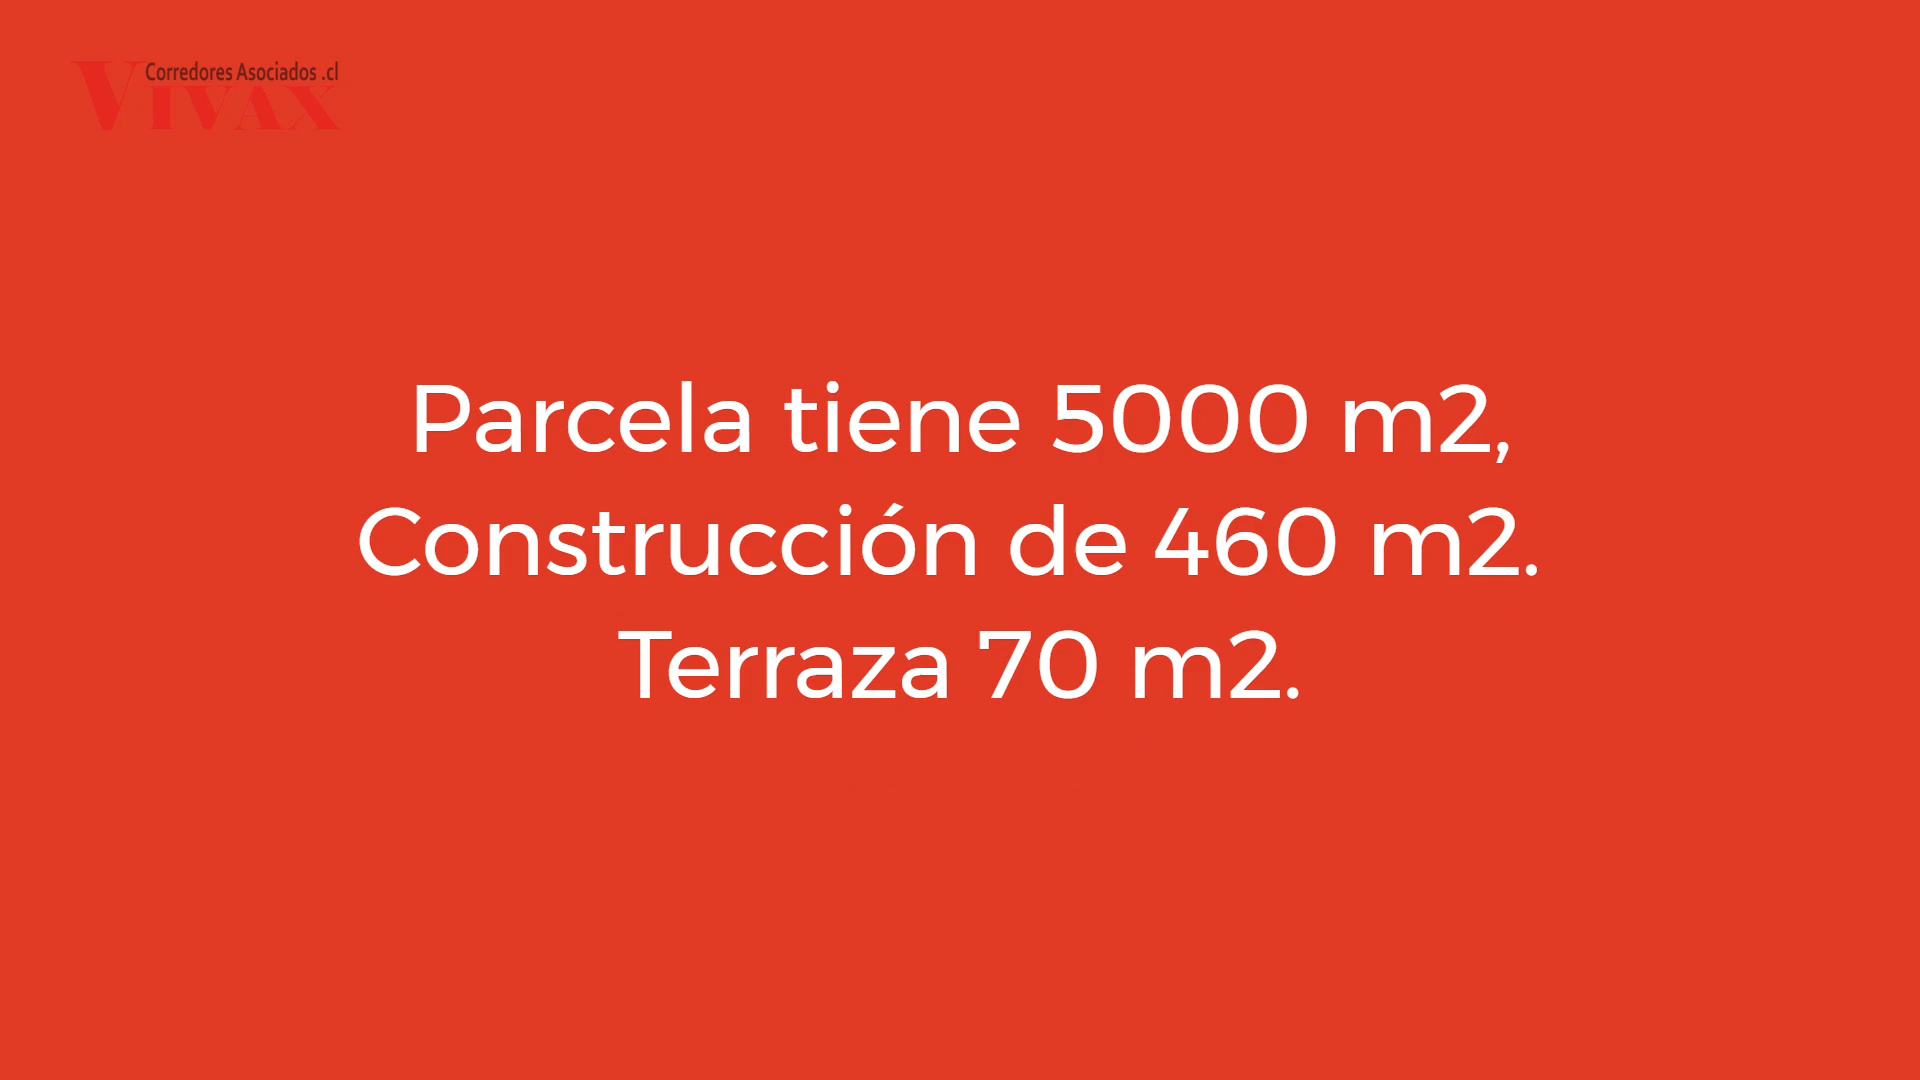 Corredores Asociados .cl
VIVAX
Parcela tiene 5000 m2,
Construcción de 460 m2.
Terraza 70 m2.